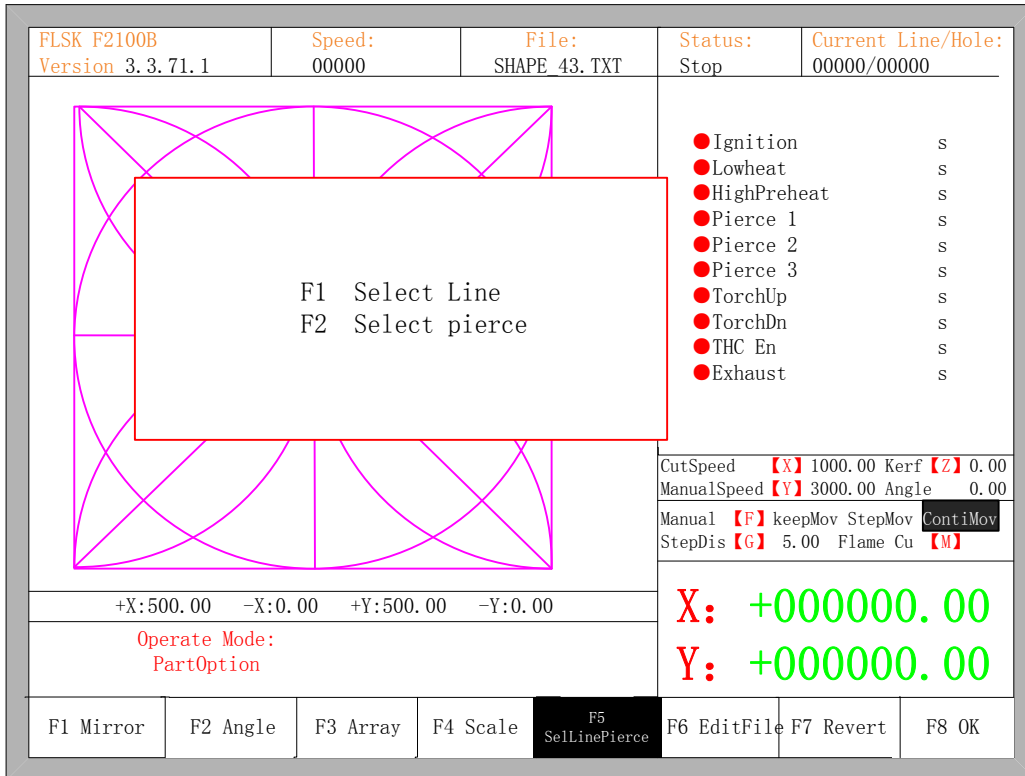 FLSK F2100B Speed: File: Status: Current Line/Hole:
Version 3.3.71.1 00000 SHAPE_43.TXT Stop 00000/00000
Ignition s
Lowheat s
HighPreheat s
Pierce 1 s
Pierce 2 s
Pierce 3 s
TorchUp s
TorchDn s
THC En s
Exhaust s
F1 Select Line
F2 Select pierce
CutSpeed 【X】 1000.00 Kerf 【Z】 0.00
ManualSpeed 【Y】 3000.00 Angle 0.00
Manual 【F】 keepMov StepMov ContiMov
StepDis 【G】 5.00 Flame Cu 【M】
+X:500.00 -X:0.00 +Y:500.00 -Y:0.00
X: +000000.00
Y: +000000.00
Operate Mode:
PartOption
F1 Mirror F2 Angle F3 Array F4 Scale F5 SelLinePierce F6 EditFile F7 Revert F8 OK